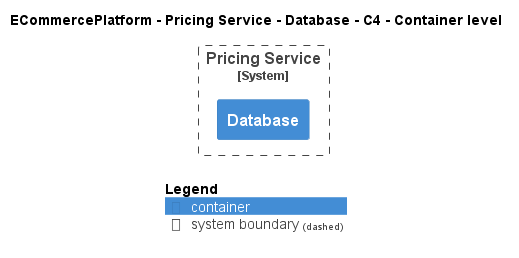 ECommercePlatform - Pricing Service - Database - C4 - Container level
Pricing Service
[System]
Database
Legend
container
system boundary (dashed)